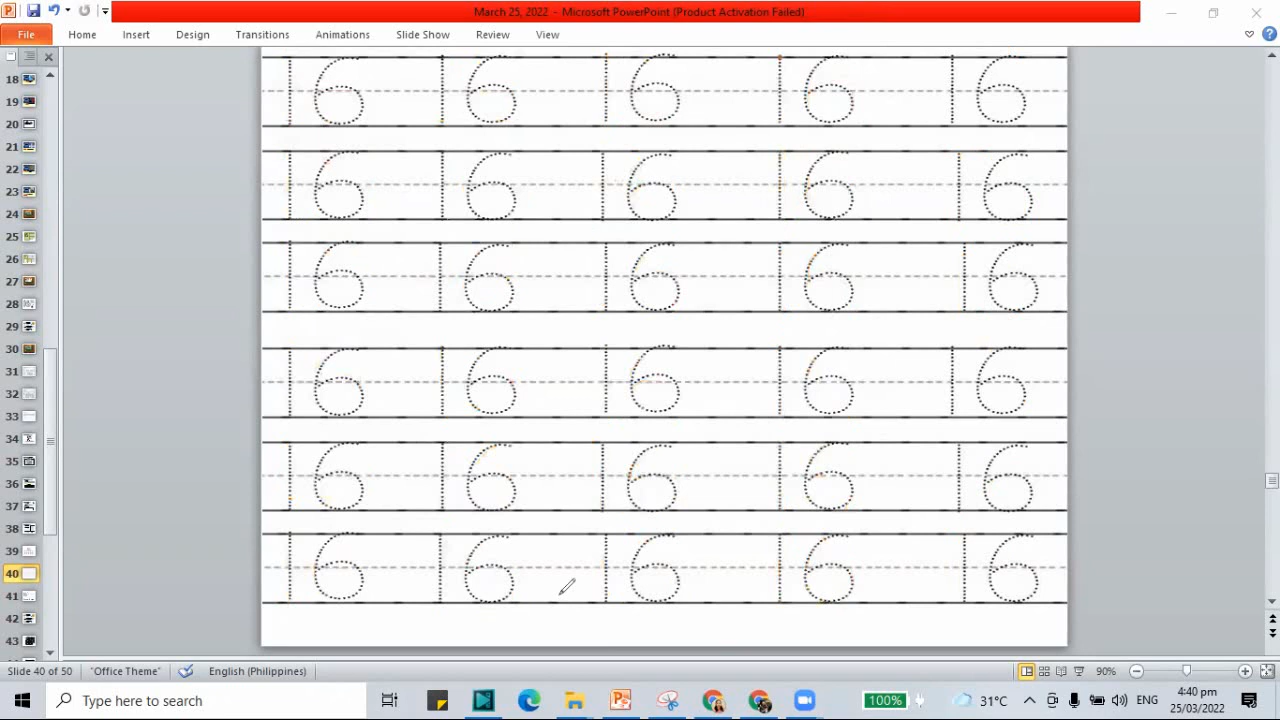 March 25, 2022 - Microsoft PowerPoint (Product Activation Failed)
File Home Insert Design Transitions Animations Slide Show Review View
18
19
20
21
22
23
24
25
26
27
28
29
30
31
32
33
34
35
36
37
38
39
40
41
42
43
16 16 16 16 16
16 16 16 16 16
16 16 16 16 16
16 16 16 16 16
16 16 16 16 16
16 16 16 16 16
Slide 40 of 50 "Office Theme" English (Philippines) 90%
Type here to search 100% 31°C ENG 4:40 pm
25/03/2022